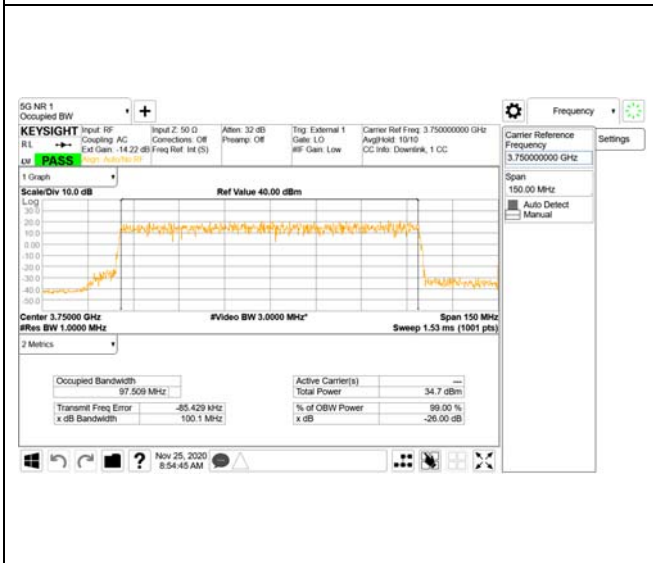 5G NR 1
Occupied BW
+
Frequency
KEYSIGHT
RL
LXI
PASS
Input: RF
Coupling: AC
Ext Gain: -14.22 dB
Align: Auto/No RF
Input Z: 50 Ω
Corrections: Off
Freq Ref: Int (S)
Atten: 32 dB
Preamp: Off
Trig: External 1
Gate: LO
#IF Gain: Low
Carrier Ref Freq: 3.750000000 GHz
Avg|Hold: 10/10
CC Info: Downlink, 1 CC
Carrier Reference
Frequency
3.750000000 GHz
Settings
Span
150.00 MHz
Auto Detect
Manual
1 Graph
Scale/Div 10.0 dB
Ref Value 40.00 dBm
Log
30.0
20.0
10.0
0.00
-10.0
-20.0
-30.0
-40.0
-50.0
Center 3.75000 GHz
#Video BW 3.0000 MHz*
Span 150 MHz
#Res BW 1.0000 MHz
Sweep 1.53 ms (1001 pts)
2 Metrics
Occupied Bandwidth
97.509 MHz
Active Carrier(s)
---
Total Power
34.7 dBm
Transmit Freq Error
-85.429 kHz
x dB Bandwidth
100.1 MHz
% of OBW Power
99.00 %
x dB
-26.00 dB
?
Nov 25, 2020
8:54:45 AM